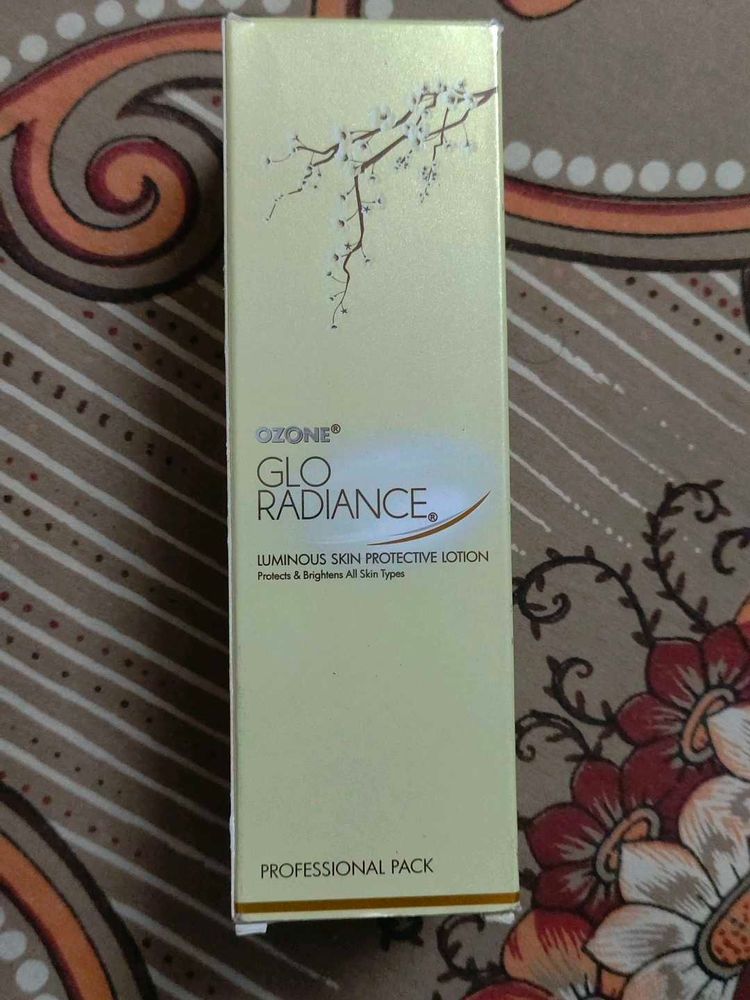 OZONE®
GLO
RADIANCE®
LUMINOUS SKIN PROTECTIVE LOTION
Protects & Brightens All Skin Types
PROFESSIONAL PACK